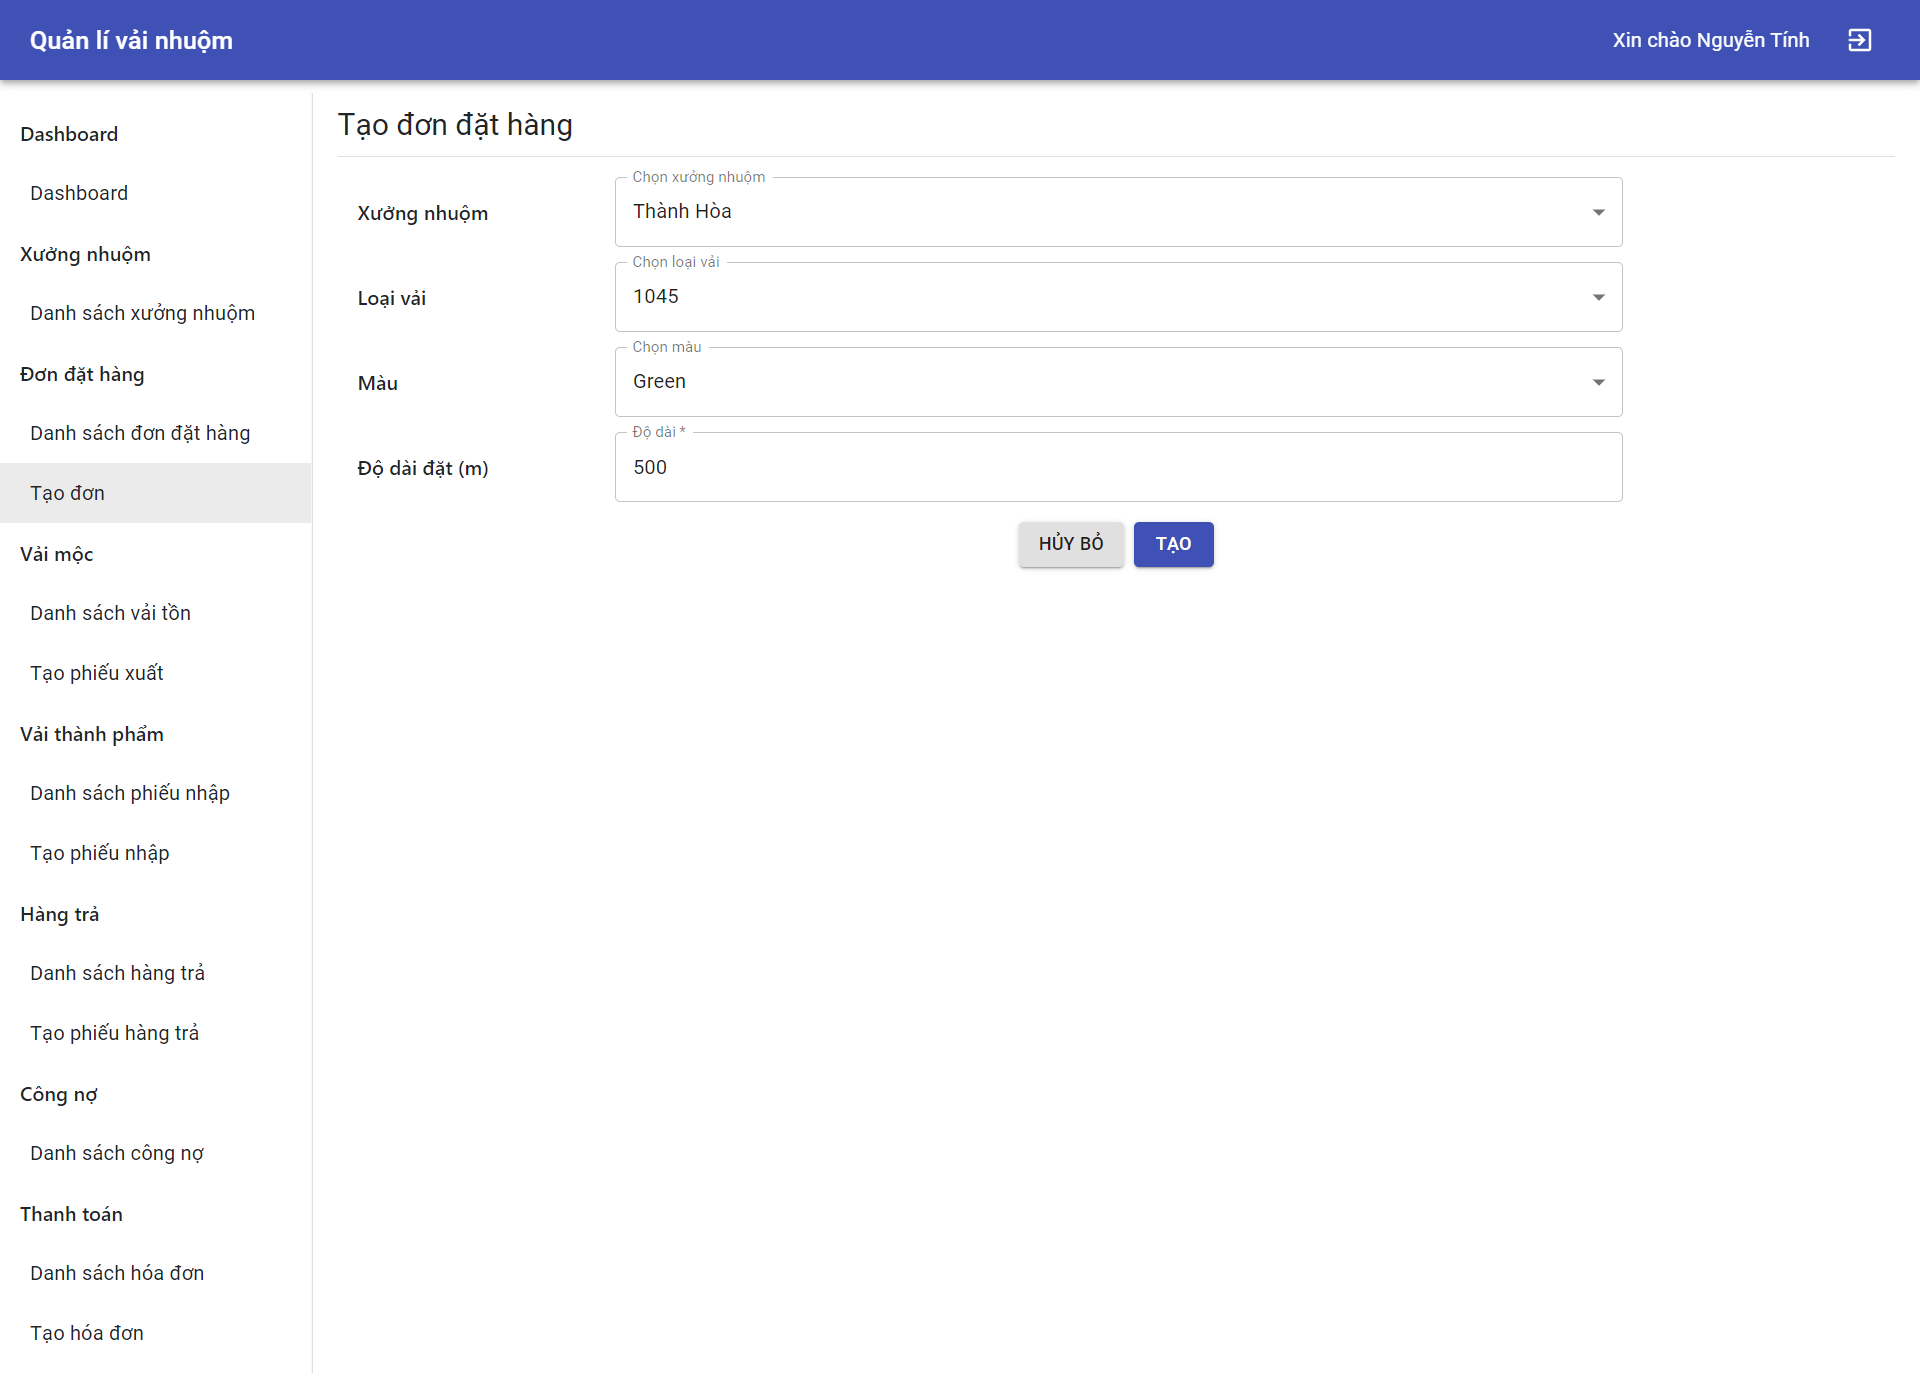 Quản lí vải nhuộm
Xin chào Nguyễn Tính
Dashboard
Dashboard
Xưởng nhuộm
Danh sách xưởng nhuộm
Đơn đặt hàng
Danh sách đơn đặt hàng
Tạo đơn
Vải mộc
Danh sách vải tồn
Tạo phiếu xuất
Vải thành phẩm
Danh sách phiếu nhập
Tạo phiếu nhập
Hàng trả
Danh sách hàng trả
Tạo phiếu hàng trả
Công nợ
Danh sách công nợ
Thanh toán
Danh sách hóa đơn
Tạo hóa đơn
Tạo đơn đặt hàng
Chọn xưởng nhuộm
Xưởng nhuộm
Thành Hòa
Chọn loại vải
Loại vải
1045
Chọn màu
Màu
Green
Độ dài *
Độ dài đặt (m)
500
HỦY BỎ
TẠO